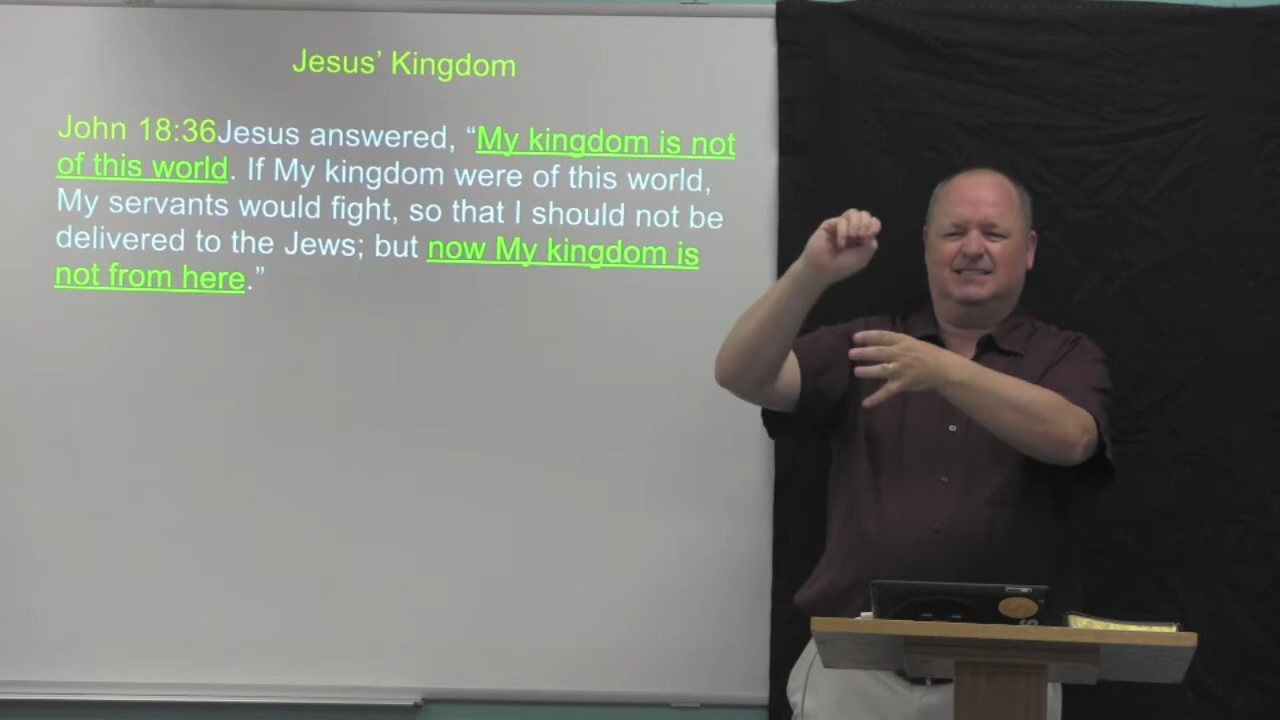 Jesus’ Kingdom
John 18:36Jesus answered, “My kingdom is not
of this world. If My kingdom were of this world,
My servants would fight, so that I should not be
delivered to the Jews; but now My kingdom is
not from here.”